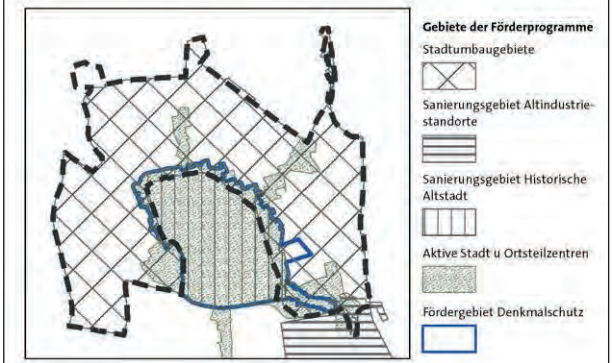 Gebiete der Förderprogramme
Stadtumbaugebiete
Sanierungsgebiet Altindustrie-
standorte
Sanierungsgebiet Historische
Altstadt
Aktive Stadt u Ortsteilzentren
Fördergebiet Denkmalschutz